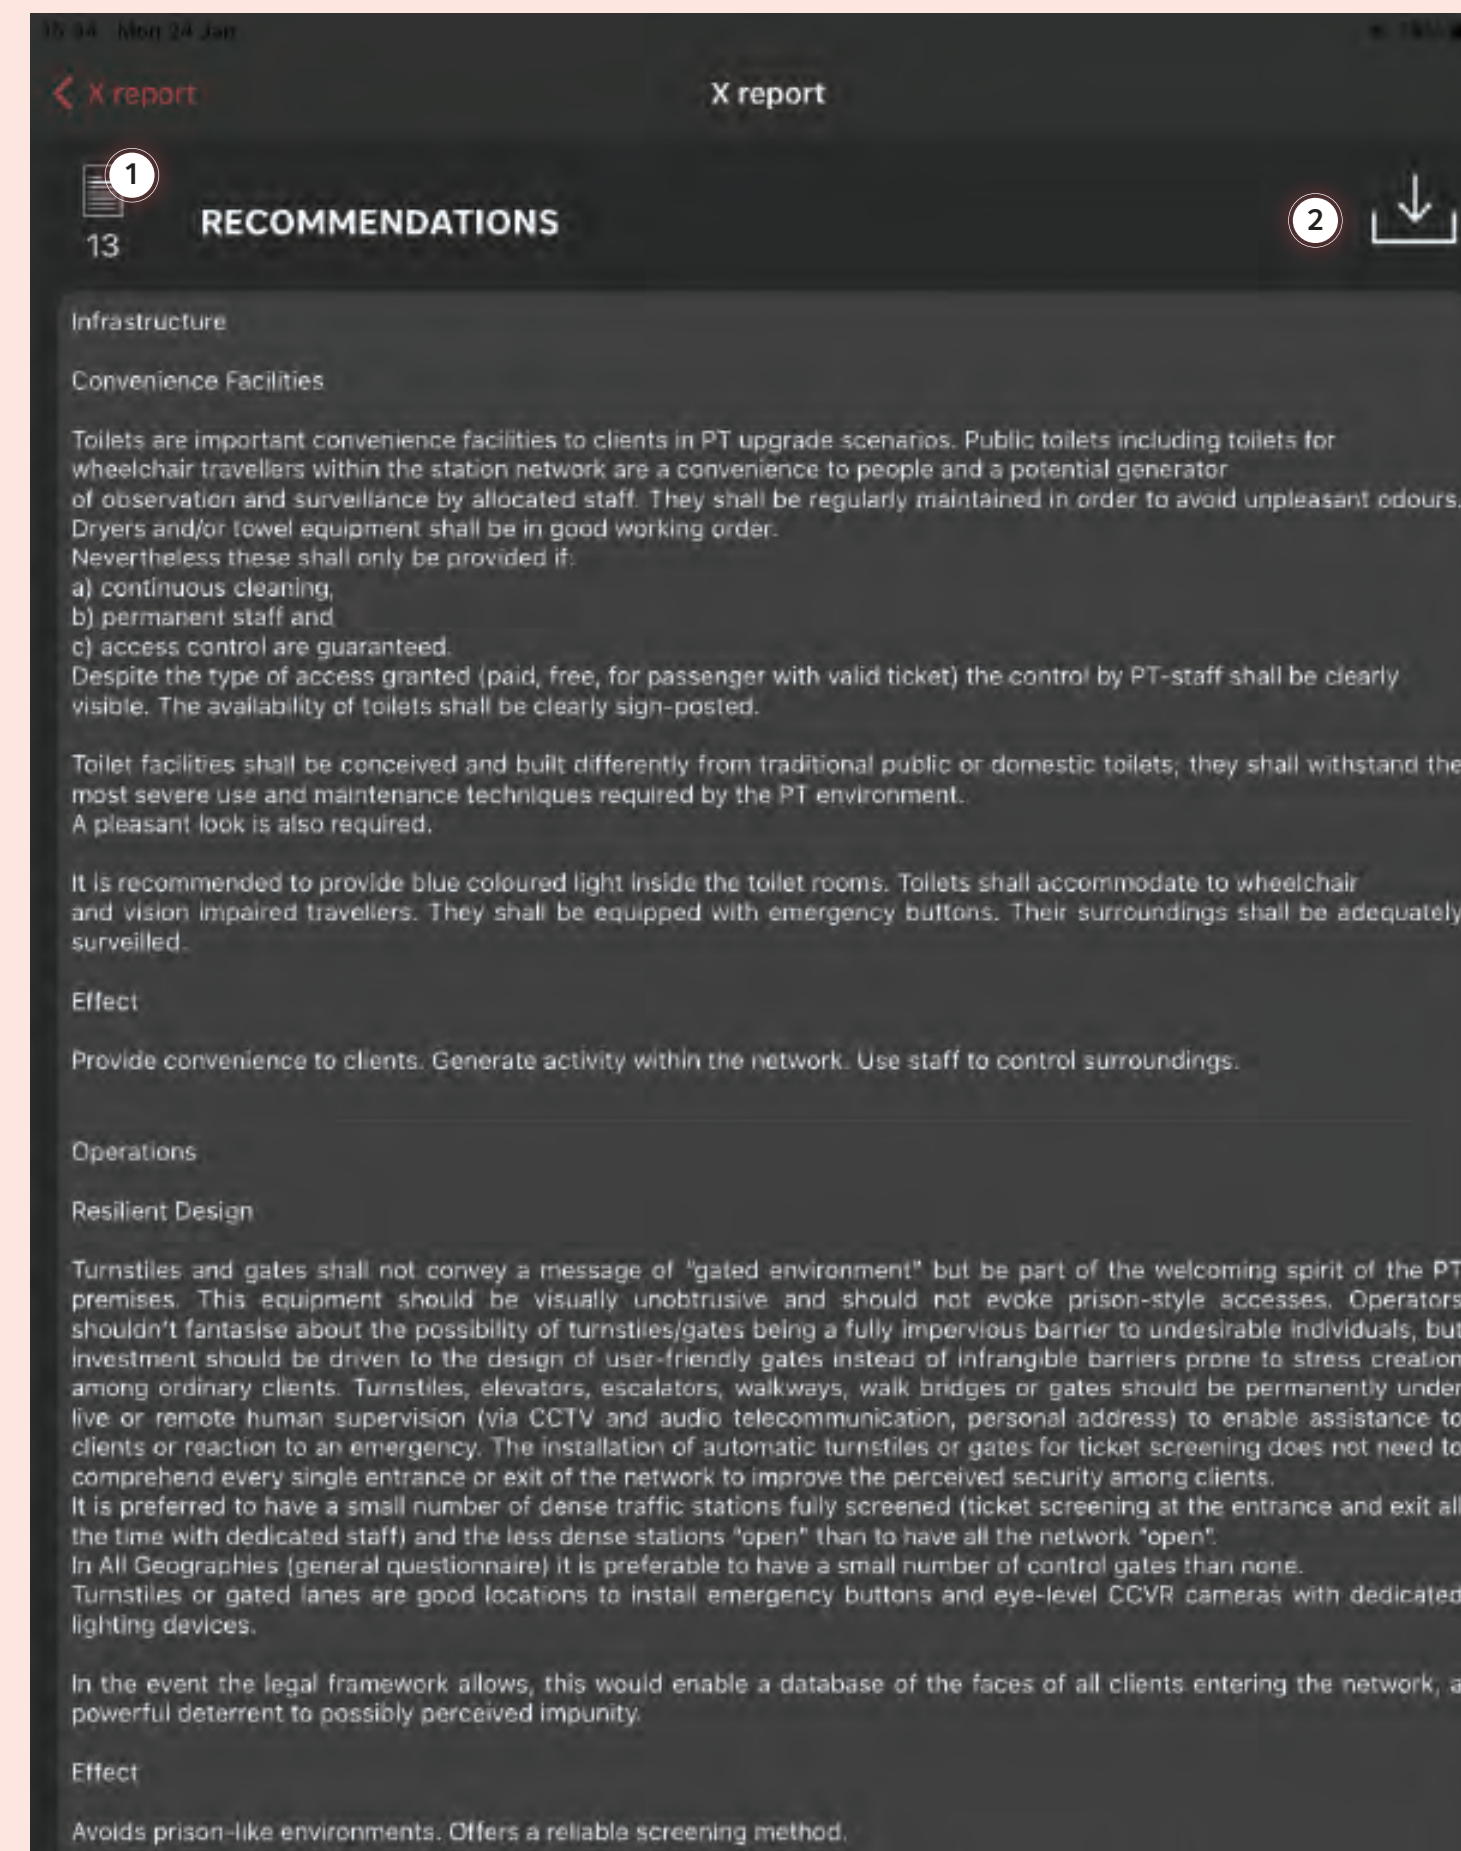 15:34 Mon 24 Jan
X report
X report
1
13
RECOMMENDATIONS
2
Infrastructure
Convenience Facilities
Toilets are important convenience facilities to clients in PT upgrade scenarios. Public toilets including toilets for
wheelchair travellers within the station network are a convenience to people and a potential generator
of observation and surveillance by allocated staff. They shall be regularly maintained in order to avoid unpleasant odours.
Dryers and/or towel equipment shall be in good working order.
Nevertheless these shall only be provided if:
a) continuous cleaning,
b) permanent staff and
c) access control are guaranteed.
Despite the type of access granted (paid, free, for passenger with valid ticket) the control by PT-staff shall be clearly
visible. The availability of toilets shall be clearly sign-posted.
Toilet facilities shall be conceived and built differently from traditional public or domestic toilets; they shall withstand the
most severe use and maintenance techniques required by the PT environment.
A pleasant look is also required.
It is recommended to provide blue coloured light inside the toilet rooms. Toilets shall accommodate to wheelchair
and vision impaired travellers. They shall be equipped with emergency buttons. Their surroundings shall be adequately
surveilled.
Effect
Provide convenience to clients. Generate activity within the network. Use staff to control surroundings.
Operations
Resilient Design
Turnstiles and gates shall not convey a message of "gated environment" but be part of the welcoming spirit of the PT
premises. This equipment should be visually unobtrusive and should not evoke prison-style accesses. Operators
shouldn't fantasise about the possibility of turnstiles/gates being a fully impervious barrier to undesirable individuals, but
investment should be driven to the design of user-friendly gates instead of infrangible barriers prone to stress creation
among ordinary clients. Turnstiles, elevators, escalators, walkways, walk bridges or gates should be permanently under
live or remote human supervision (via CCTV and audio telecommunication, personal address) to enable assistance to
clients or reaction to an emergency. The installation of automatic turnstiles or gates for ticket screening does not need to
comprehend every single entrance or exit of the network to improve the perceived security among clients.
It is preferred to have a small number of dense traffic stations fully screened (ticket screening at the entrance and exit all
the time with dedicated staff) and the less dense stations "open" than to have all the network "open".
In All Geographies (general questionnaire) it is preferable to have a small number of control gates than none.
Turnstiles or gated lanes are good locations to install emergency buttons and eye-level CCVR cameras with dedicated
lighting devices.
In the event the legal framework allows, this would enable a database of the faces of all clients entering the network, a
powerful deterrent to possibly perceived impunity.
Effect
Avoids prison-like environments. Offers a reliable screening method.